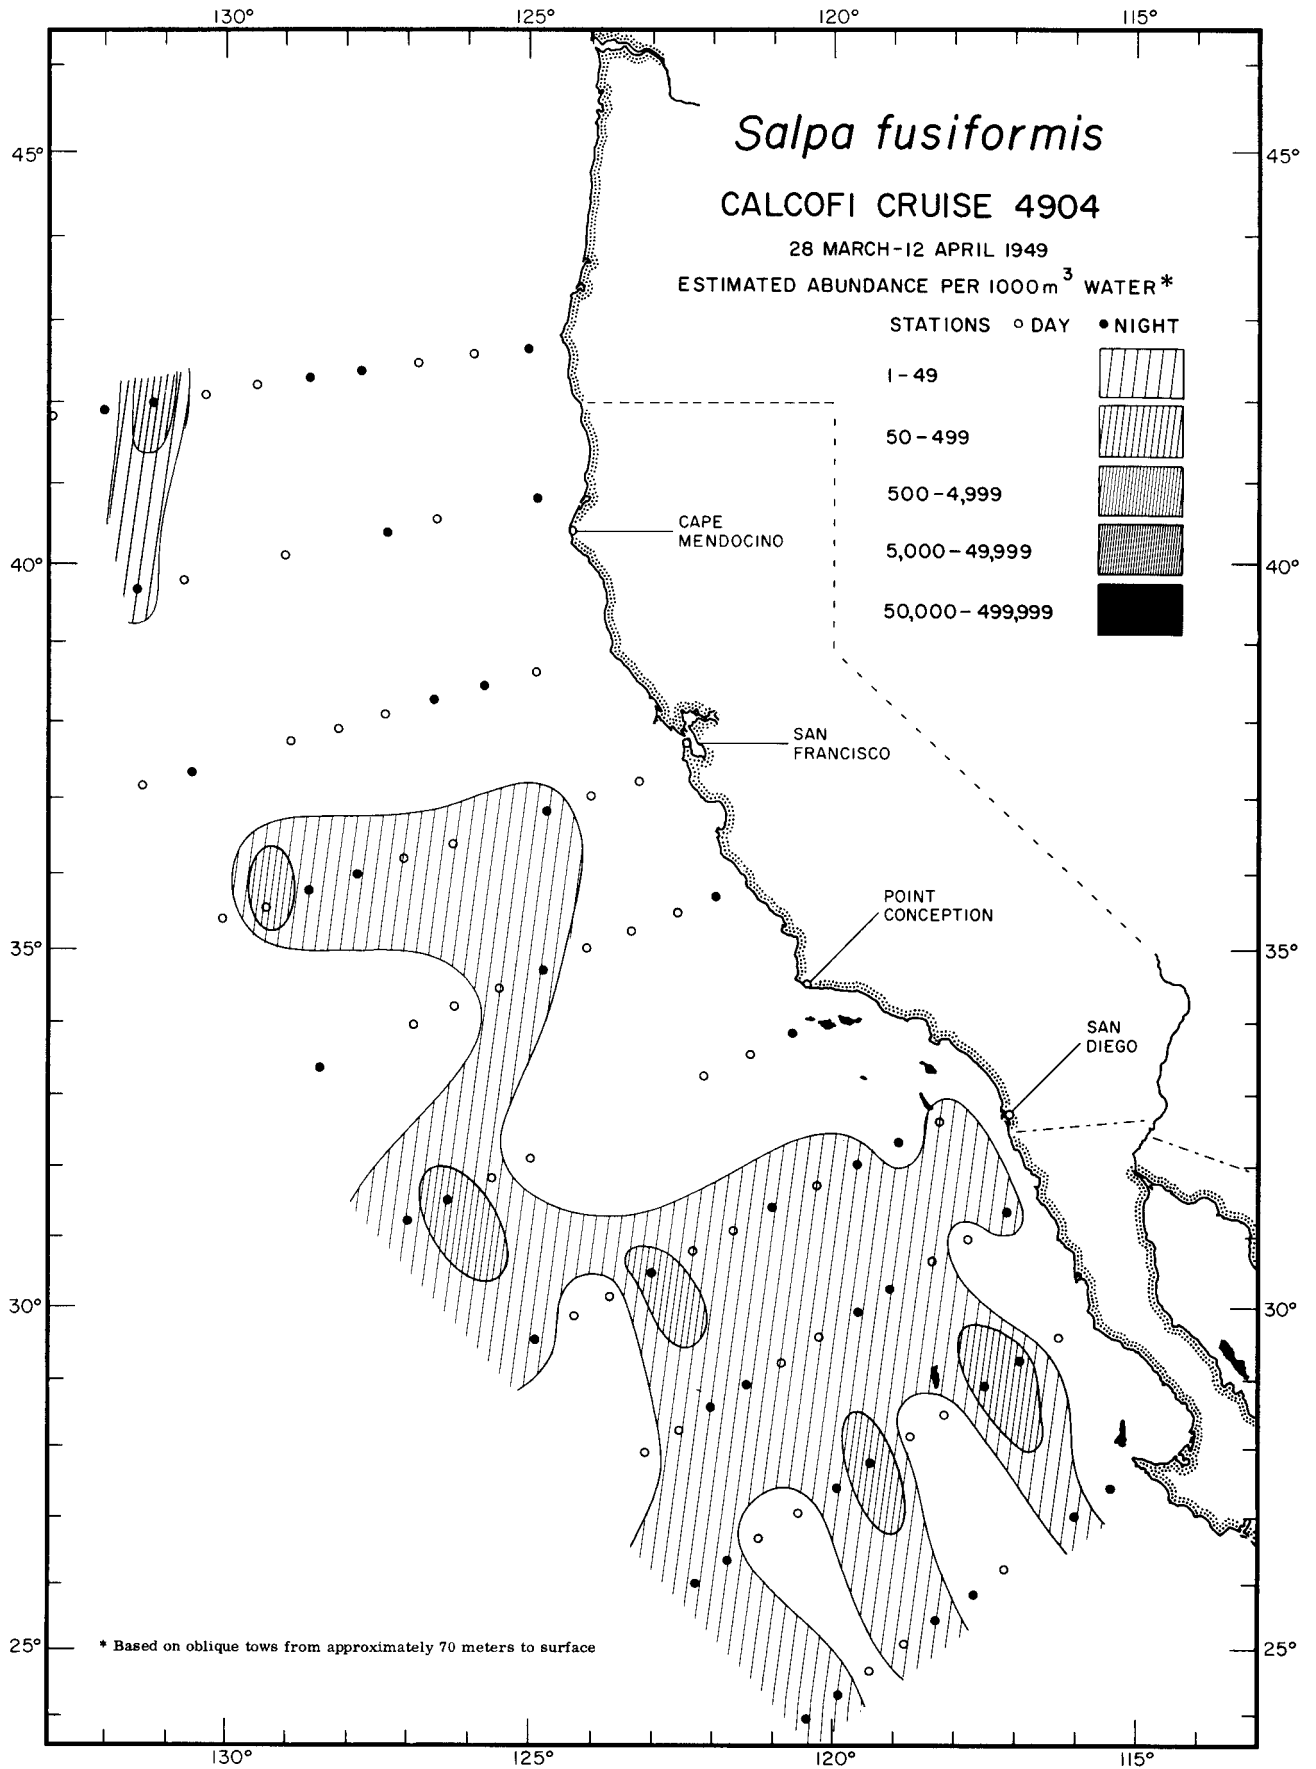 130° 125° 120° 115°
Salpa fusiformis
45° 45°
CALCOFI CRUISE 4904
28 MARCH-12 APRIL 1949
ESTIMATED ABUNDANCE PER 1000m³ WATER*
STATIONS ○ DAY ● NIGHT
1-49
50-499
500-4,999
CAPE
MENDOCINO
5,000-49,999
40° 40°
50,000-499,999
SAN
FRANCISCO
POINT
CONCEPTION
35° 35°
SAN
DIEGO
30° 30°
* Based on oblique tows from approximately 70 meters to surface
25° 25°
130° 125° 120° 115°